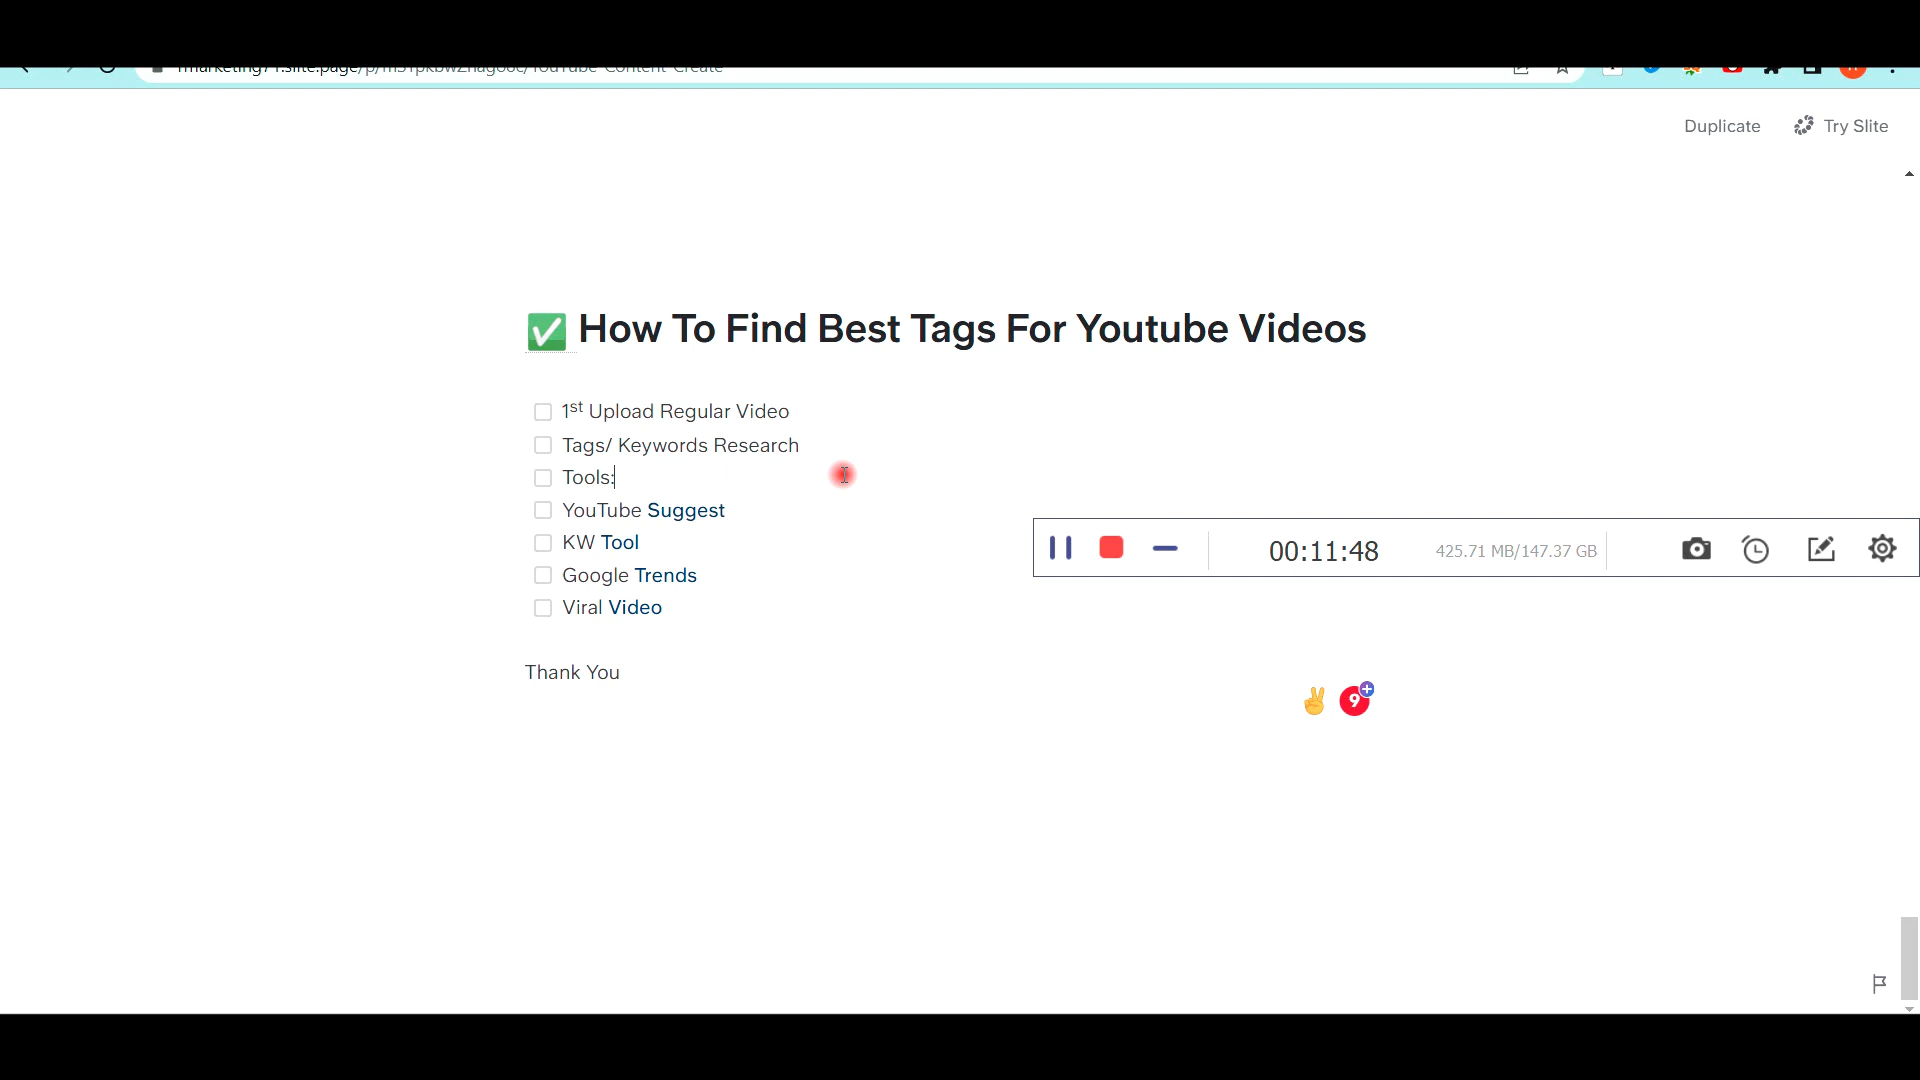 Duplicate
Try Slite
✅ How To Find Best Tags For Youtube Videos
1st Upload Regular Video
Tags/ Keywords Research
Tools:
YouTube Suggest
KW Tool
Google Trends
Viral Video
00:11:48
425.71 MB/147.37 GB
Thank You
9